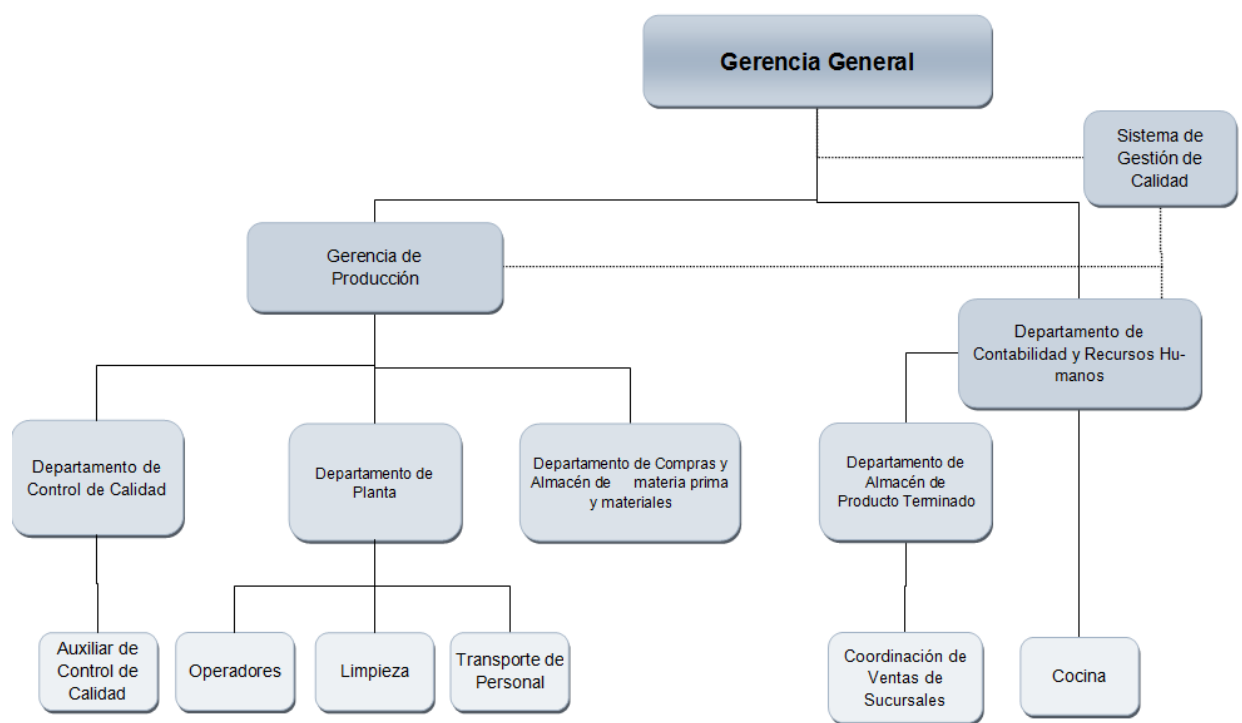 Gerencia General
Sistema de
Gestión de
Calidad
Gerencia de
Producción
Departamento de
Contabilidad y Recursos Hu-
manos
Departamento de
Control de Calidad
Departamento de
Planta
Departamento de Compras y
Almacén de materia prima
y materiales
Departamento de
Almacén de
Producto Terminado
Auxiliar de
Control de
Calidad
Operadores
Limpieza
Transporte de
Personal
Coordinación de
Ventas de
Sucursales
Cocina